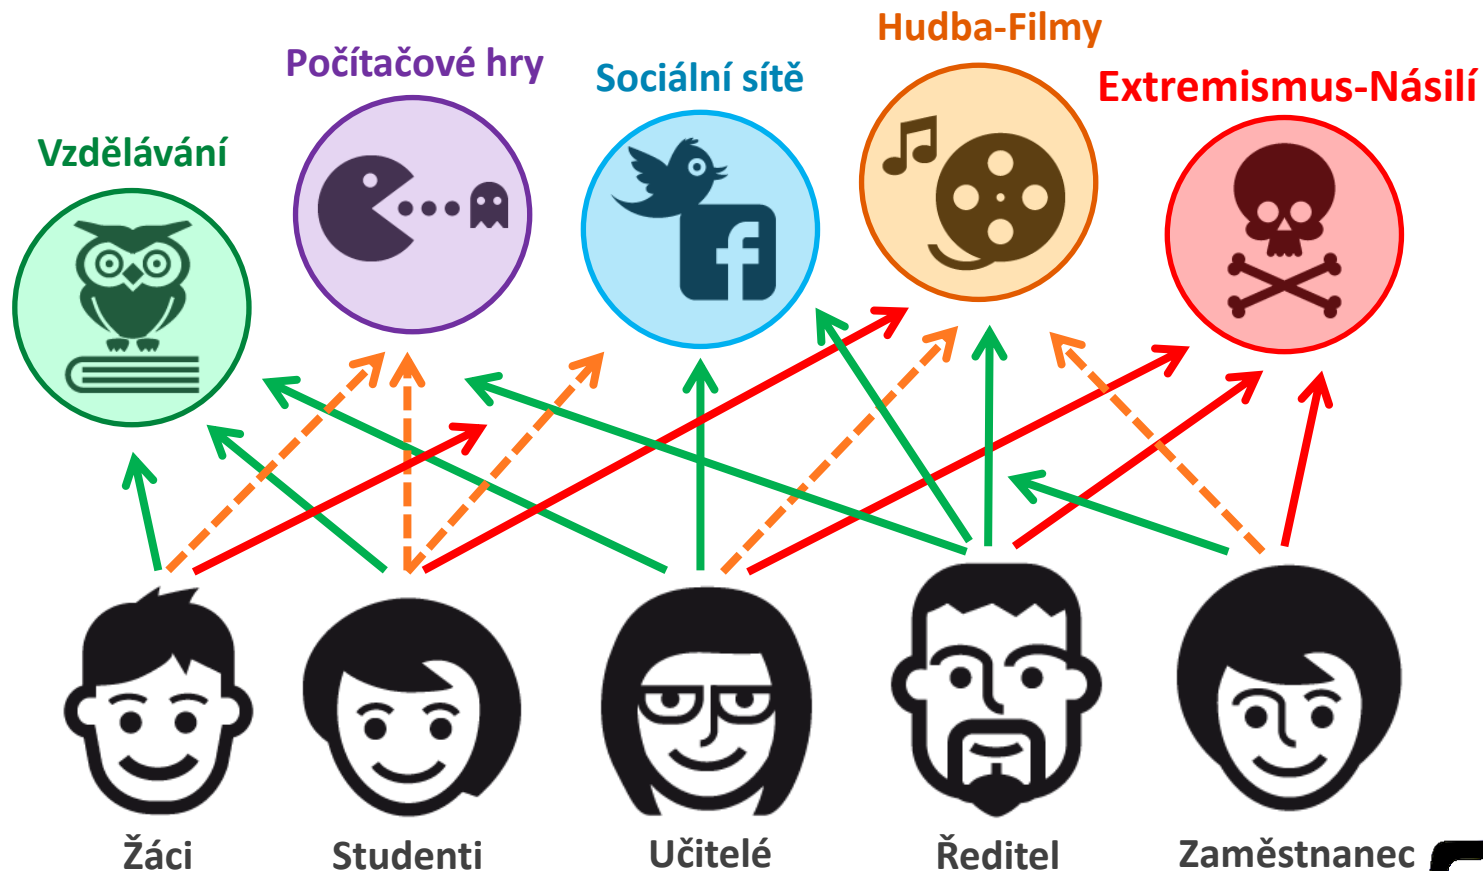 Hudba-Filmy
Počítačové hry
Sociální sítě
Extremismus-Násilí
Vzdělávání
f
Žáci
Studenti
Učitelé
Ředitel
Zaměstnanec